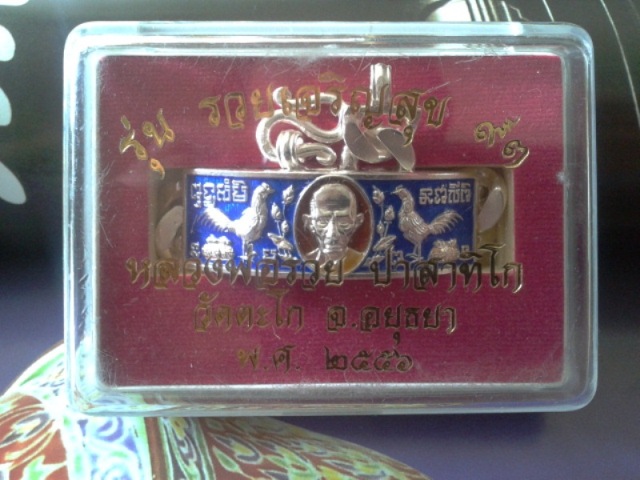 รุ่น รวยเจริญสุข
หลวงพ่อรวย ปาสาทิโก
วัดตะโก จ.อยุธยา
พ.ศ. ๒๕๕๖